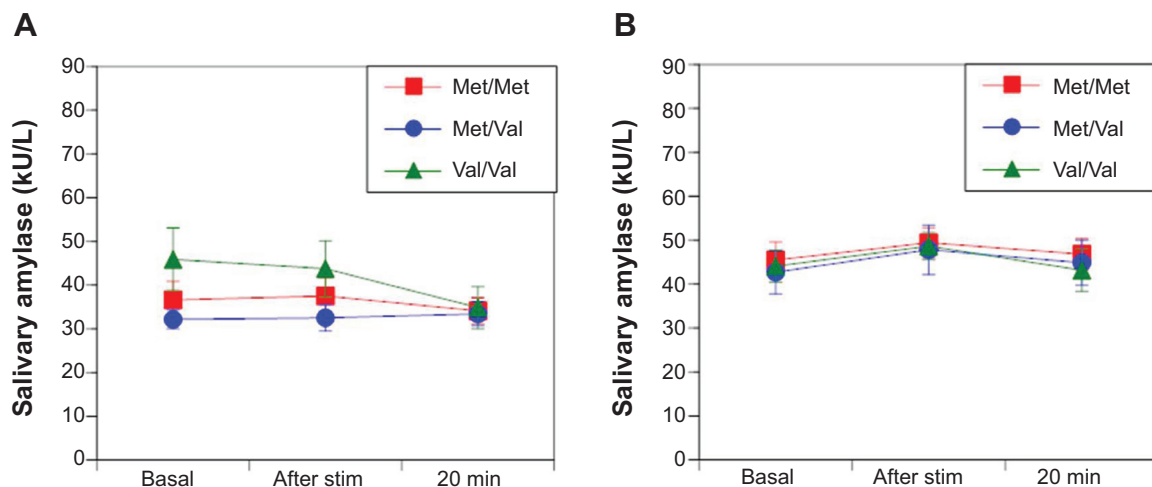 A
Salivary amylase (kU/L)
90
80
70
60
50
40
30
20
10
0
Met/Met
Met/Val
Val/Val
Basal
After stim
20 min
B
Salivary amylase (kU/L)
90
80
70
60
50
40
30
20
10
0
Met/Met
Met/Val
Val/Val
Basal
After stim
20 min